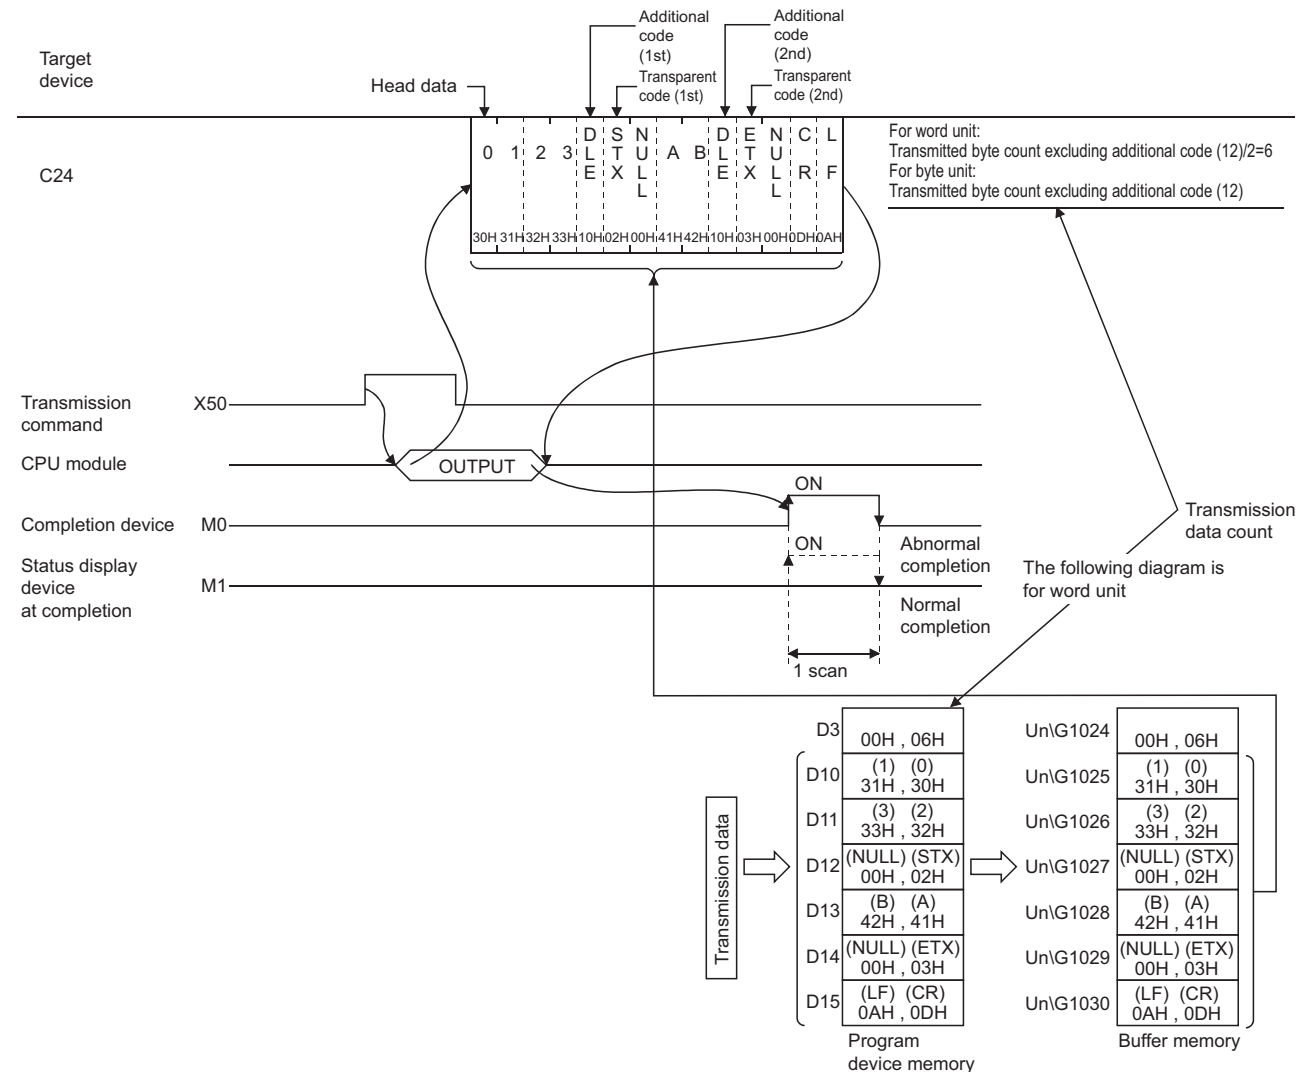 Additional
code
(1st)
Additional
code
(2nd)
Target
device
Head data
Transparent
code (1st)
Transparent
code (2nd)
C24
0 1 2 3 DLE STX NULL A B DLE ETX NULL CR LF
30H 31H 32H 33H 10H 02H 00H 41H 42H 10H 03H 00H 0DH 0AH
For word unit:
Transmitted byte count excluding additional code (12)/2=6
For byte unit:
Transmitted byte count excluding additional code (12)
Transmission
command
X50
CPU module
OUTPUT
ON
Completion device M0
Abnormal
completion
ON
Status display
device
at completion
M1
Normal
completion
1 scan
Transmission
data count
The following diagram is
for word unit
Transmission data
D3
00H , 06H
D10
(1) (0)
31H , 30H
D11
(3) (2)
33H , 32H
D12
(NULL) (STX)
00H , 02H
D13
(B) (A)
42H , 41H
D14
(NULL) (ETX)
00H , 03H
D15
(LF) (CR)
0AH , 0DH
Program
device memory
Un\G1024
00H , 06H
Un\G1025
(1) (0)
31H , 30H
Un\G1026
(3) (2)
33H , 32H
Un\G1027
(NULL) (STX)
00H , 02H
Un\G1028
(B) (A)
42H , 41H
Un\G1029
(NULL) (ETX)
00H , 03H
Un\G1030
(LF) (CR)
0AH , 0DH
Buffer memory